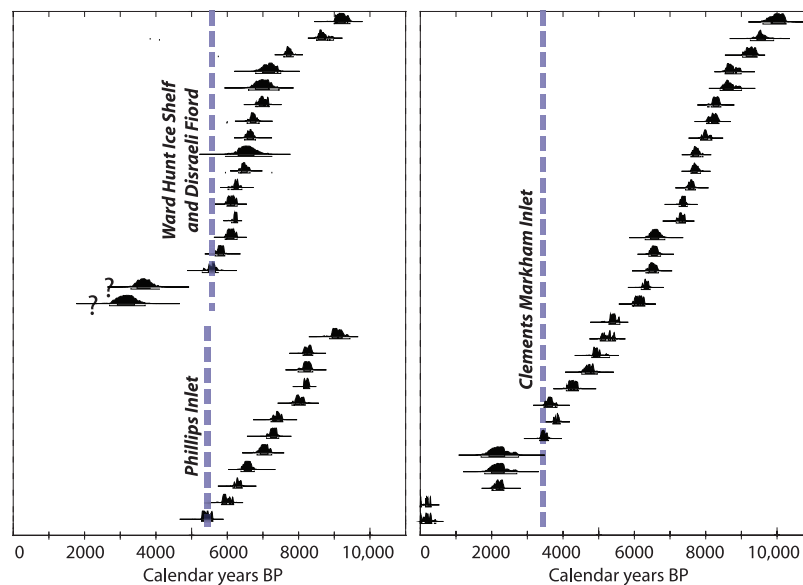 Ward Hunt Ice Shelf
and Disraeli Fiord
?
?
Phillips Inlet
0 2000 4000 6000 8000 10,000
Calendar years BP
Clements Markham Inlet
0 2000 4000 6000 8000 10,000
Calendar years BP